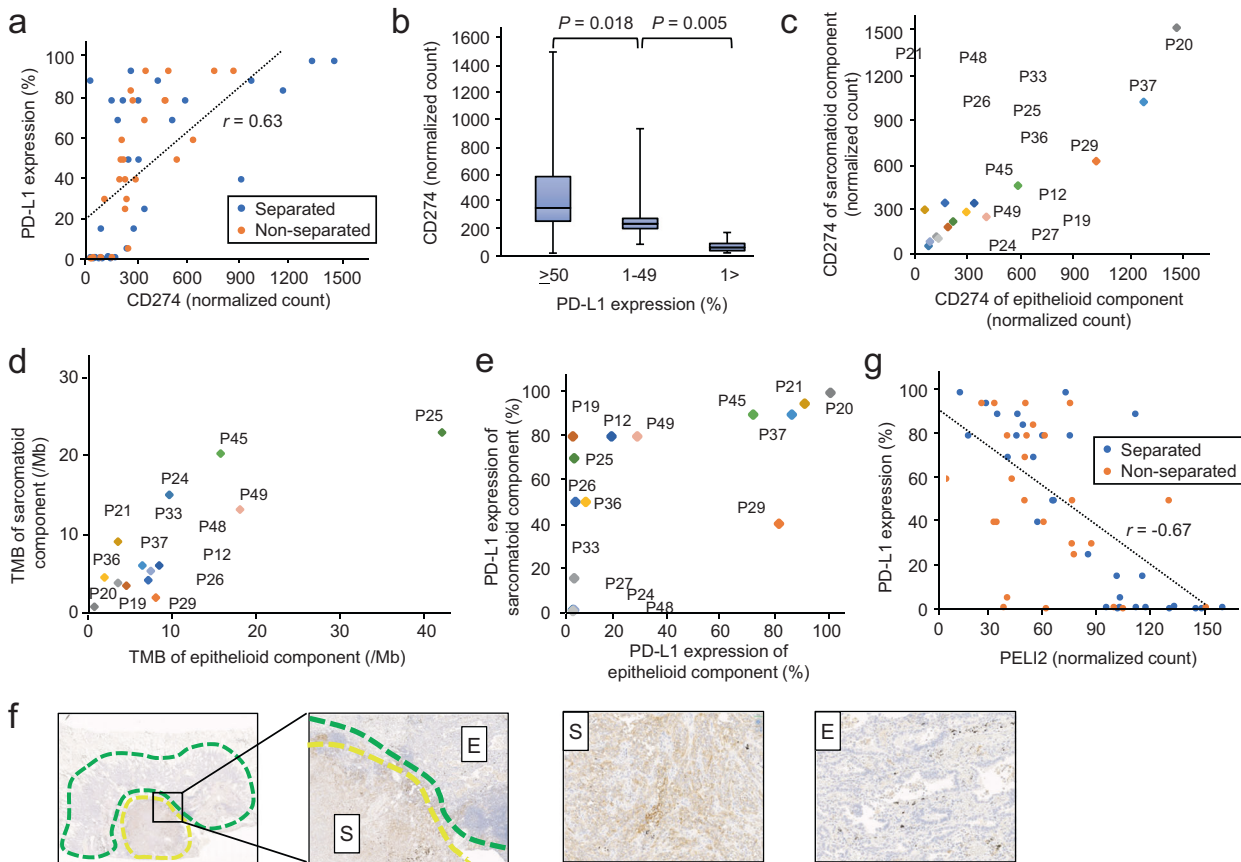 a
PD-L1 expression (%)
100
80
60
40
20
0
0
300
600
900
1200
1500
r = 0.63
Separated
Non-separated
CD274 (normalized count)
b
P = 0.018
P = 0.005
CD274 (normalized count)
1600
1400
1200
1000
800
600
400
200
0
≥50
1-49
1>
PD-L1 expression (%)
c
CD274 of sarcomatoid component
(normalized count)
1200
900
600
300
0
0
300
600
900
1200
1500
P21
P48
P20
P33
P37
P26
P25
P36
P29
P45
P12
P49
P19
P27
P24
CD274 of epithelioid component
(normalized count)
d
TMB of sarcomatoid
component (/Mb)
30
20
10
0
0
10
20
30
40
P25
P45
P24
P49
P21
P33
P48
P37
P12
P36
P26
P20
P19
P29
TMB of epithelioid component (/Mb)
e
PD-L1 expression of
sarcomatoid component (%)
100
80
60
40
20
0
0
20
40
60
80
100
P21
P19
P12
P49
P45
P20
P37
P25
P26
P36
P29
P33
P27
P24
P48
PD-L1 expression of
epithelioid component (%)
g
PD-L1 expression (%)
100
80
60
40
20
0
0
30
60
90
120
150
Separated
Non-separated
r = -0.67
PELI2 (normalized count)
f
E
S
S
E